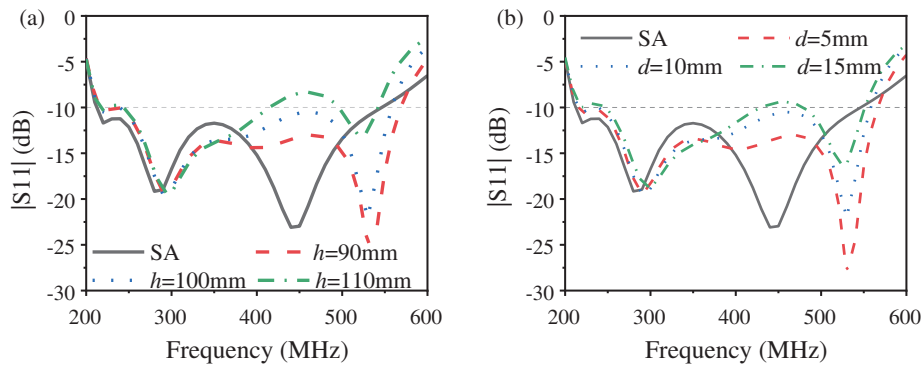 (a)
|S11| (dB)
0
-5
-10
-15
-20
-25
-30
SA
h=90mm
h=100mm
h=110mm
200
300
400
500
600
Frequency (MHz)
(b)
|S11| (dB)
0
-5
-10
-15
-20
-25
-30
SA
d=5mm
d=10mm
d=15mm
200
300
400
500
600
Frequency (MHz)